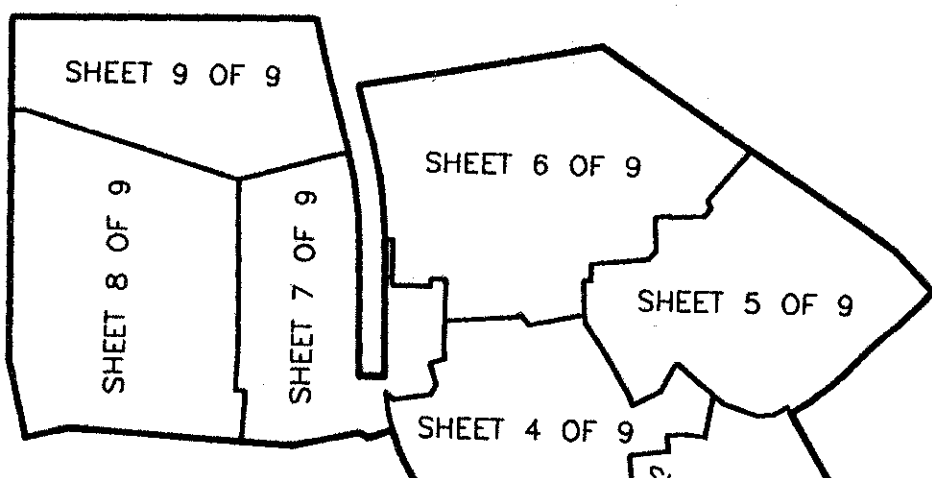 SHEET 9 OF 9
SHEET 6 OF 9
SHEET 8 OF 9
SHEET 7 OF 9
SHEET 5 OF 9
SHEET 4 OF 9